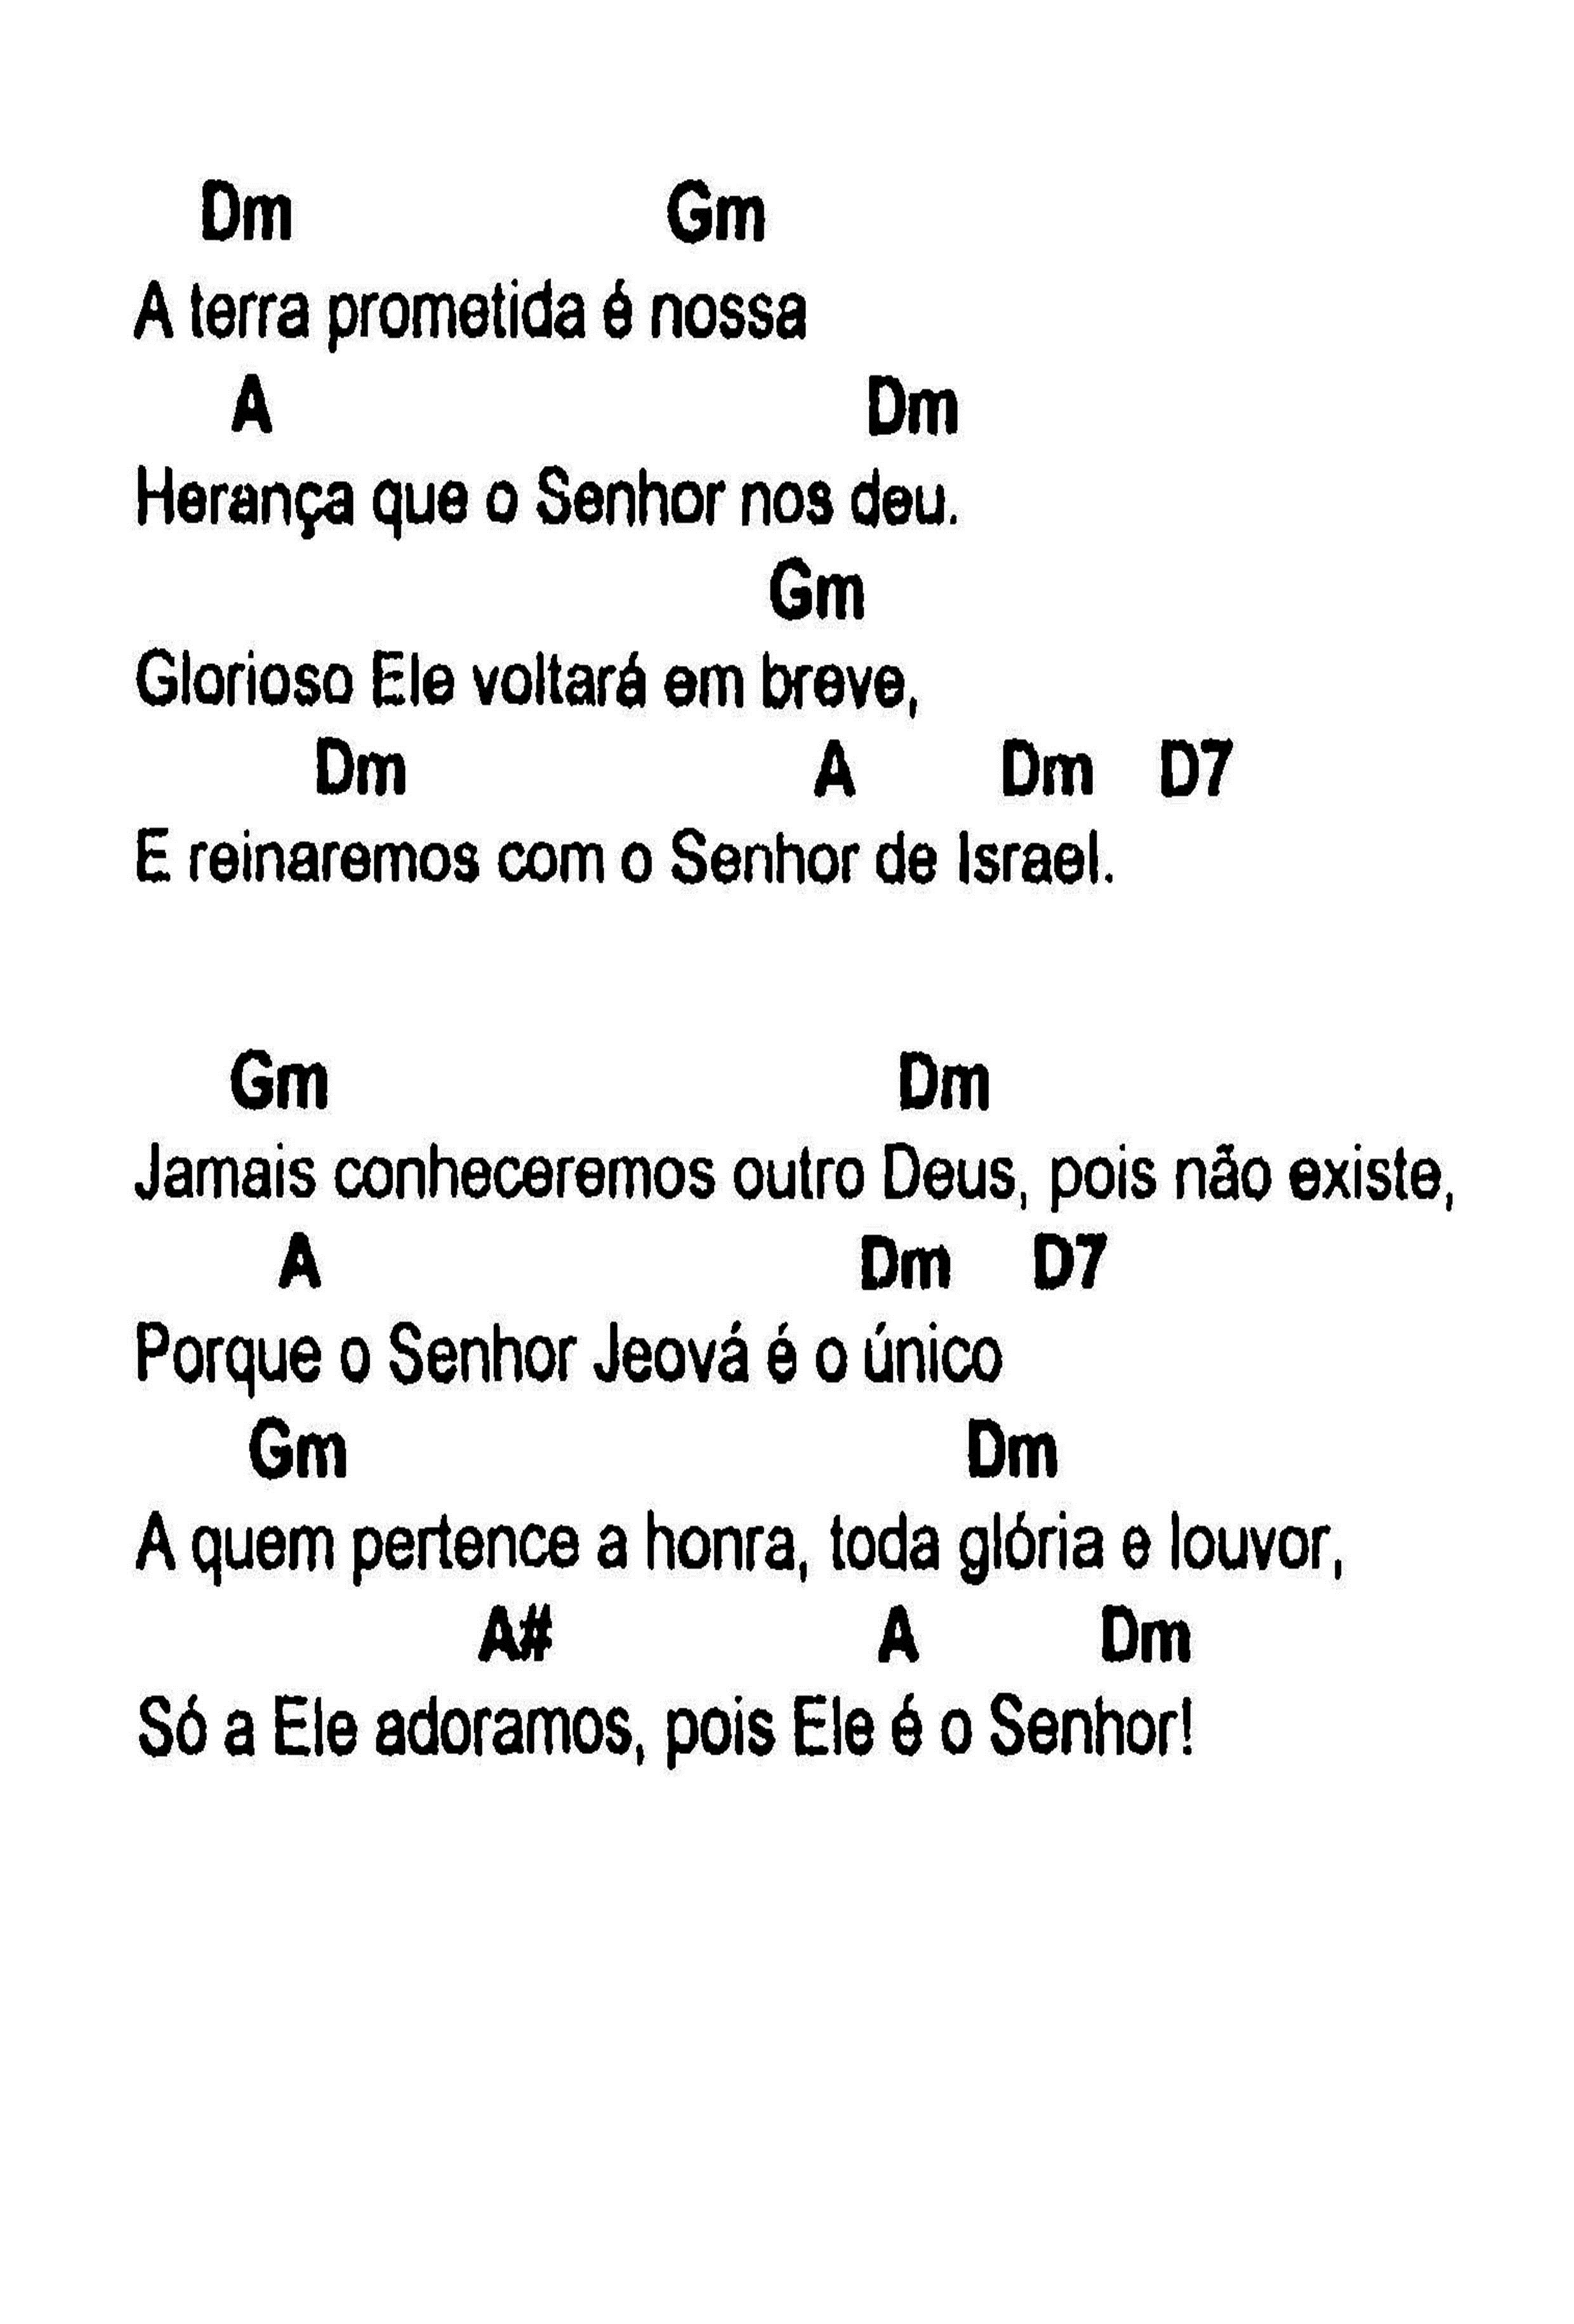 Dm Gm
A terra prometida é nossa
A Dm
Herança que o Senhor nos deu.
Gm
Glorioso Ele voltará em breve,
Dm A Dm D7
E reinaremos com o Senhor de Israel.
Gm Dm
Jamais conheceremos outro Deus, pois não existe,
A Dm D7
Porque o Senhor Jeová é o único
Gm Dm
A quem pertence a honra, toda glória e louvor,
A# A Dm
Só a Ele adoramos, pois Ele é o Senhor!